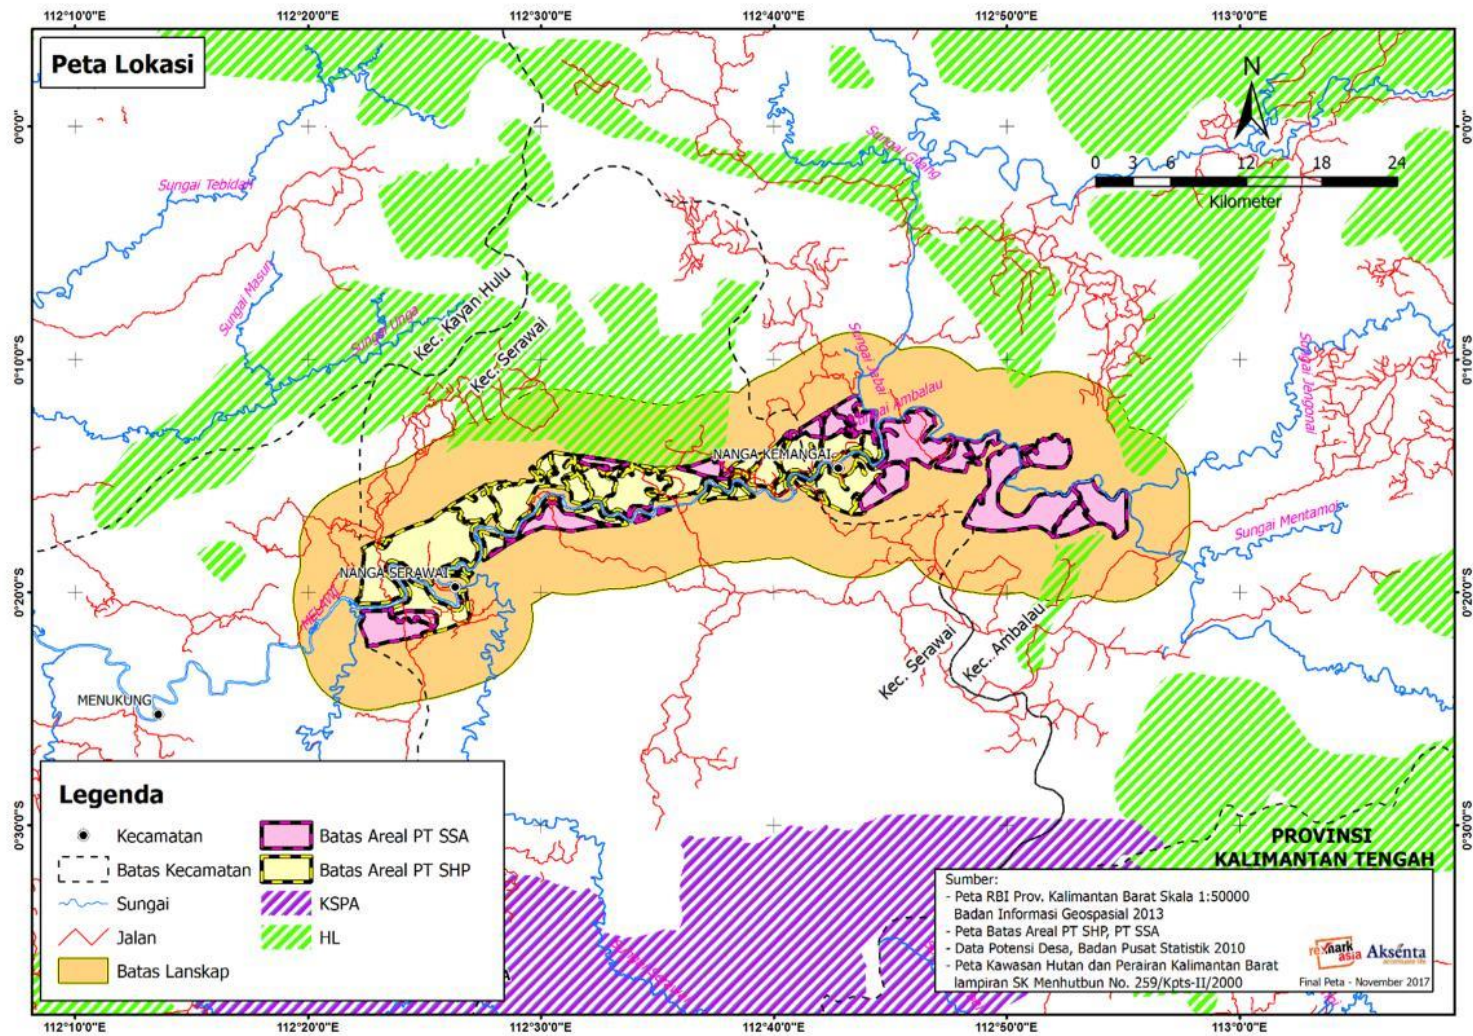 112°10'0"E 112°20'0"E 112°30'0"E 112°40'0"E 112°50'0"E 113°0'0"E
Peta Lokasi
N
0°0'0" 0°0'0"
Sungai Gilang
0 3 6 12 18 24
Kilometer
Sungai Tebidah
Sungai Masun
Kec. Kayan Hulu
Sungai Unga
Kec. Serawai
Sungai Jabai
Sungai Jengonai
0°10'0"S 0°10'0"S
Sungai Ambalau
NANGA KEMANGAI
Sungai Mentamoi
NANGA SERAWAI
MELAWI
0°20'0"S 0°20'0"S
Kec. Serawai
Kec. Ambalau
MENUKUNG
Legenda
Kecamatan
Batas Kecamatan
Sungai
Jalan
Batas Lanskap
Batas Areal PT SSA
Batas Areal PT SHP
KSPA
HL
0°30'0"S 0°30'0"S
PROVINSI
KALIMANTAN TENGAH
Sumber:
- Peta RBI Prov. Kalimantan Barat Skala 1:50000
Badan Informasi Geospasial 2013
- Peta Batas Areal PT SHP, PT SSA
- Data Potensi Desa, Badan Pusat Statistik 2010
- Peta Kawasan Hutan dan Perairan Kalimantan Barat
lampiran SK Menhutbun No. 259/Kpts-II/2000
remark asia
Aksenta
Final Peta - November 2017
112°10'0"E 112°20'0"E 112°30'0"E 112°40'0"E 112°50'0"E 113°0'0"E